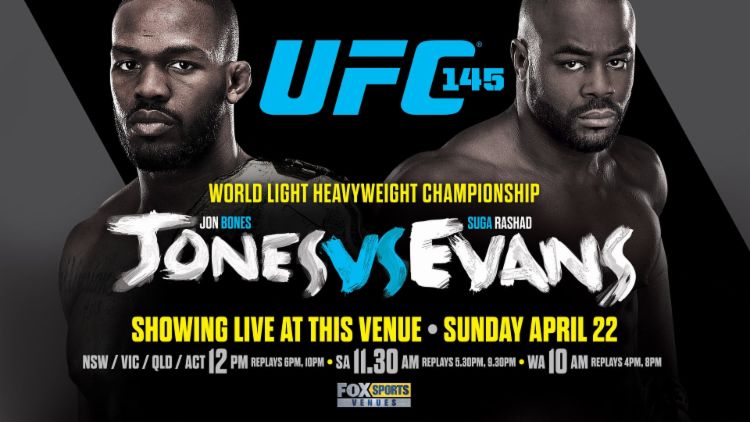 UFC® 145
WORLD LIGHT HEAVYWEIGHT CHAMPIONSHIP
JON BONES SUGA RASHAD
JONES VS EVANS
SHOWING LIVE AT THIS VENUE • SUNDAY APRIL 22
NSW / VIC / QLD / ACT 12 PM REPLAYS 6PM, 10PM • SA 11.30 AM REPLAYS 5.30PM, 9.30PM • WA 10 AM REPLAYS 4PM, 8PM
FOX SPORTS
VENUES